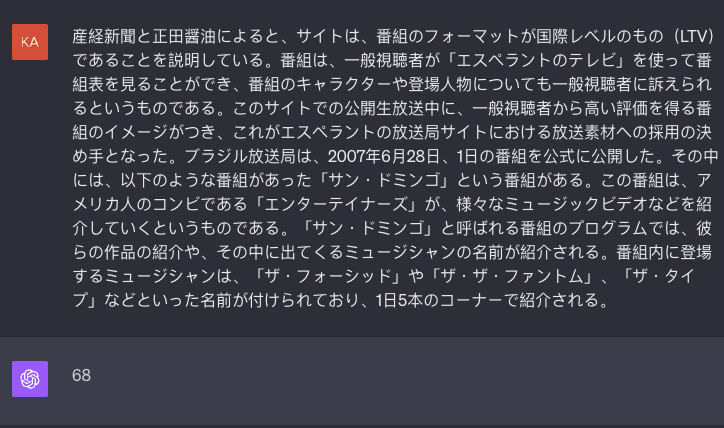 KA
産経新聞と正田醤油によると、サイトは、番組のフォーマットが国際レベルのもの（LTV）
であることを説明している。番組は、一般視聴者が「エスペラントのテレビ」を使って番
組表を見ることができ、番組のキャラクターや登場人物についても一般視聴者に訴えられ
るというものである。このサイトでの公開生放送中に、一般視聴者から高い評価を得る番
組のイメージがつき、これがエスペラントの放送局サイトにおける放送素材への採用の決
め手となった。ブラジル放送局は、2007年6月28日、1日の番組を公式に公開した。その中
には、以下のような番組があった「サン・ドミンゴ」という番組がある。この番組は、ア
メリカ人のコンビである「エンターテイナーズ」が、様々なミュージックビデオなどを紹
介していくというものである。「サン・ドミンゴ」と呼ばれる番組のプログラムでは、彼
らの作品の紹介や、その中に出てくるミュージシャンの名前が紹介される。番組内に登場
するミュージシャンは、「ザ・フォーシッド」や「ザ・ザ・ファントム」、「ザ・タイ
プ」などといった名前が付けられており、1日5本のコーナーで紹介される。
68